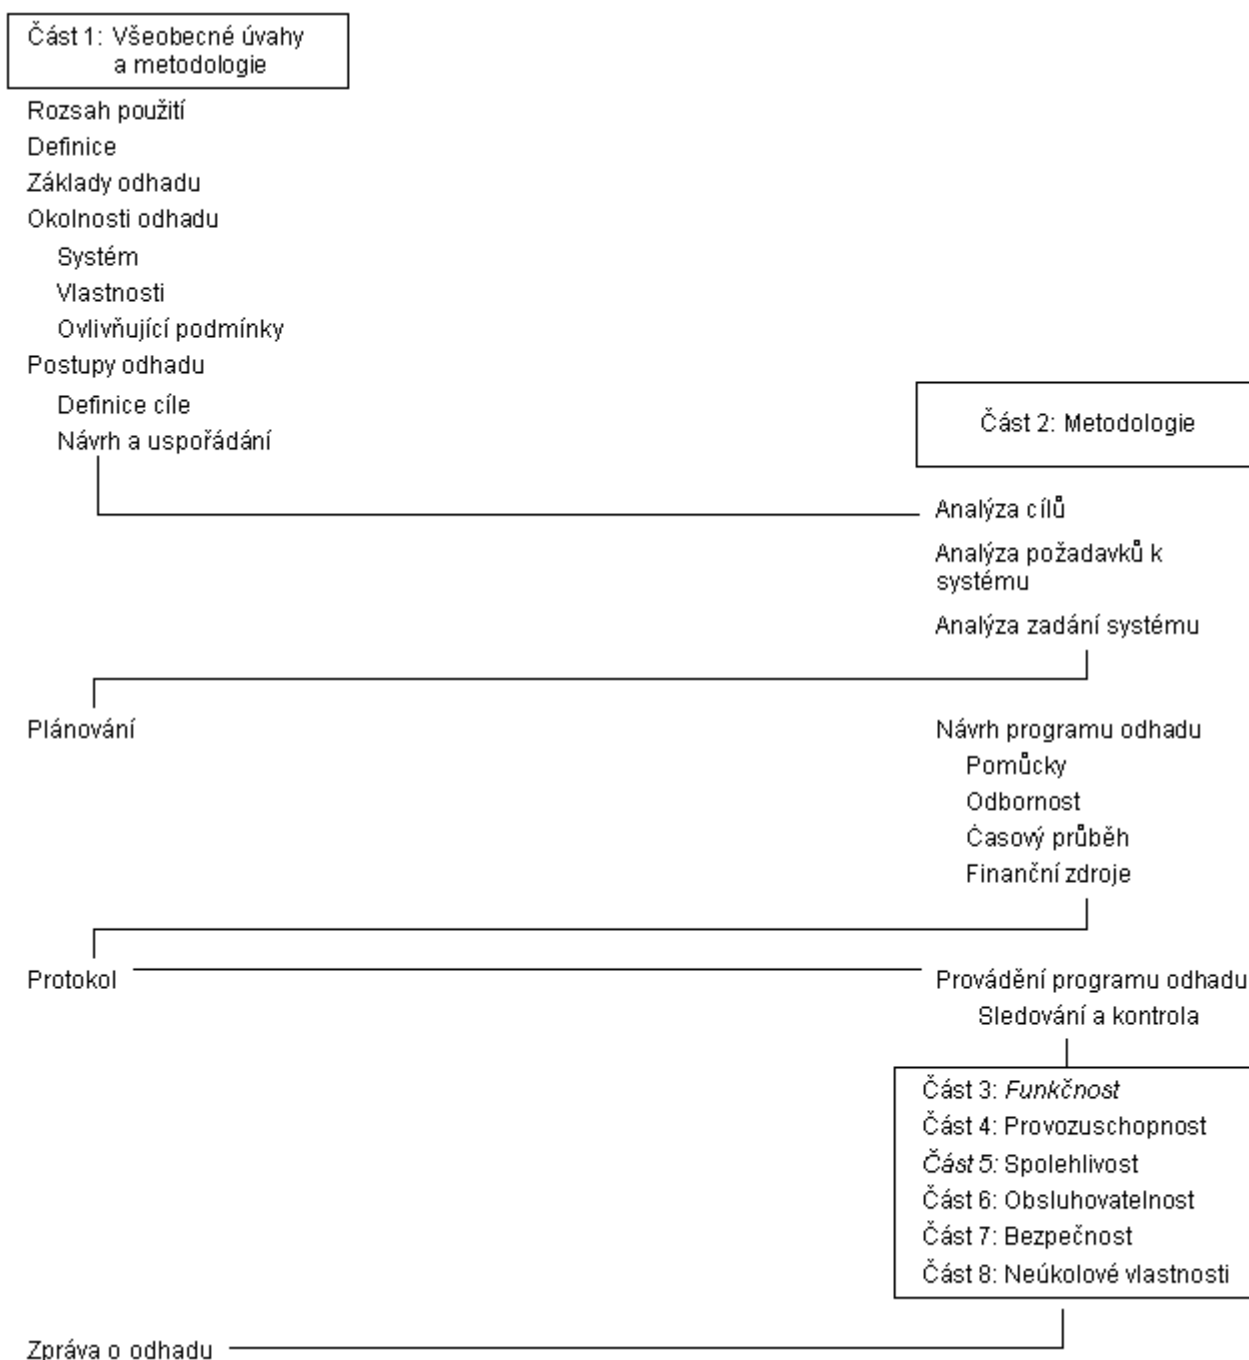 Část 1: Všeobecné úvahy
a metodologie
Rozsah použití
Definice
Základy odhadu
Okolnosti odhadu
Systém
Vlastnosti
Ovlivňující podmínky
Postupy odhadu
Definice cíle
Návrh a uspořádání
Část 2: Metodologie
Analýza cílů
Analýza požadavků k
systému
Analýza zadání systému
Plánování
Návrh programu odhadu
Pomůcky
Odbornost
Časový průběh
Finanční zdroje
Protokol
Provádění programu odhadu
Sledování a kontrola
Část 3: Funkčnost
Část 4: Provozuschopnost
Část 5: Spolehlivost
Část 6: Obsluhovatelnost
Část 7: Bezpečnost
Část 8: Neúkolové vlastnosti
Zpráva o odhadu